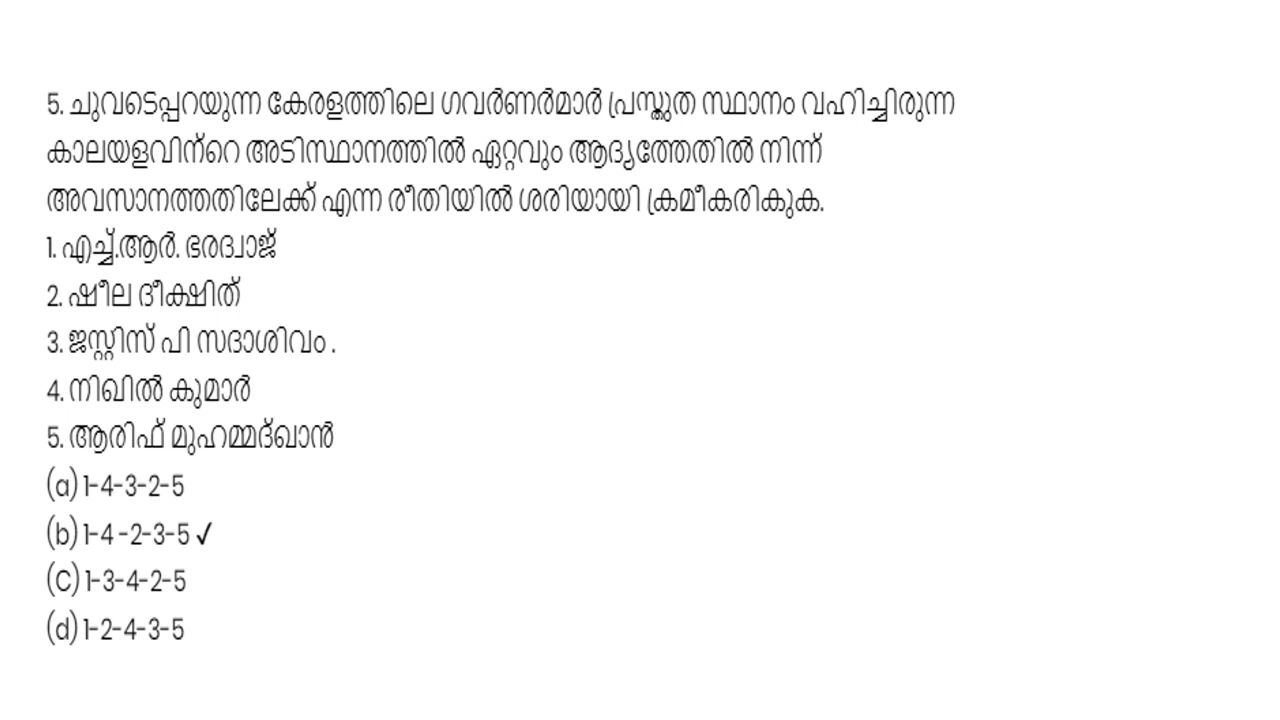 5. ചുവടെപ്പറയുന്ന കേരളത്തിലെ ഗവർണർമാർ പ്രസ്തുത സ്ഥാനം വഹിച്ചിരുന്ന
കാലയളവിന്റെ അടിസ്ഥാനത്തിൽ ഏറ്റവും ആദ്യത്തേതിൽ നിന്ന്
അവസാനത്തതിലേക്ക് എന്ന രീതിയിൽ ശരിയായി ക്രമീകരികുക.
1. എച്ച്.ആർ. ഭരദ്വാജ്
2. ഷീല ദീക്ഷിത്
3. ജസ്റ്റിസ് പി സദാശിവം .
4. നിഖിൽ കുമാർ
5. ആരിഫ് മുഹമ്മദ്ഖാൻ
(a) 1-4-3-2-5
(b) 1-4 -2-3-5 ✓
(C) 1-3-4-2-5
(d) 1-2-4-3-5